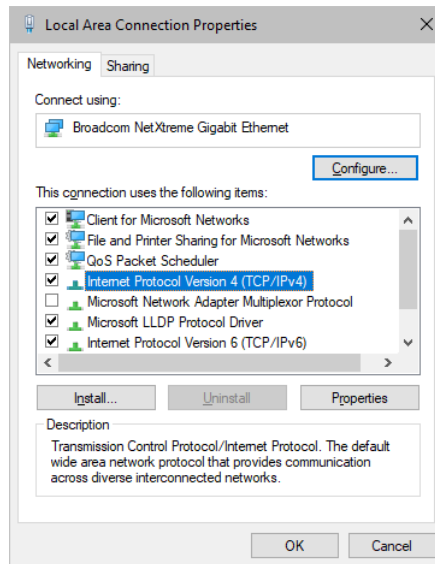 Local Area Connection Properties
Networking Sharing
Connect using:
Broadcom NetXtreme Gigabit Ethernet
Configure...
This connection uses the following items:
Client for Microsoft Networks
File and Printer Sharing for Microsoft Networks
QoS Packet Scheduler
Internet Protocol Version 4 (TCP/IPv4)
Microsoft Network Adapter Multiplexor Protocol
Microsoft LLDP Protocol Driver
Internet Protocol Version 6 (TCP/IPv6)
Install... Uninstall Properties
Description
Transmission Control Protocol/Internet Protocol. The default
wide area network protocol that provides communication
across diverse interconnected networks.
OK Cancel